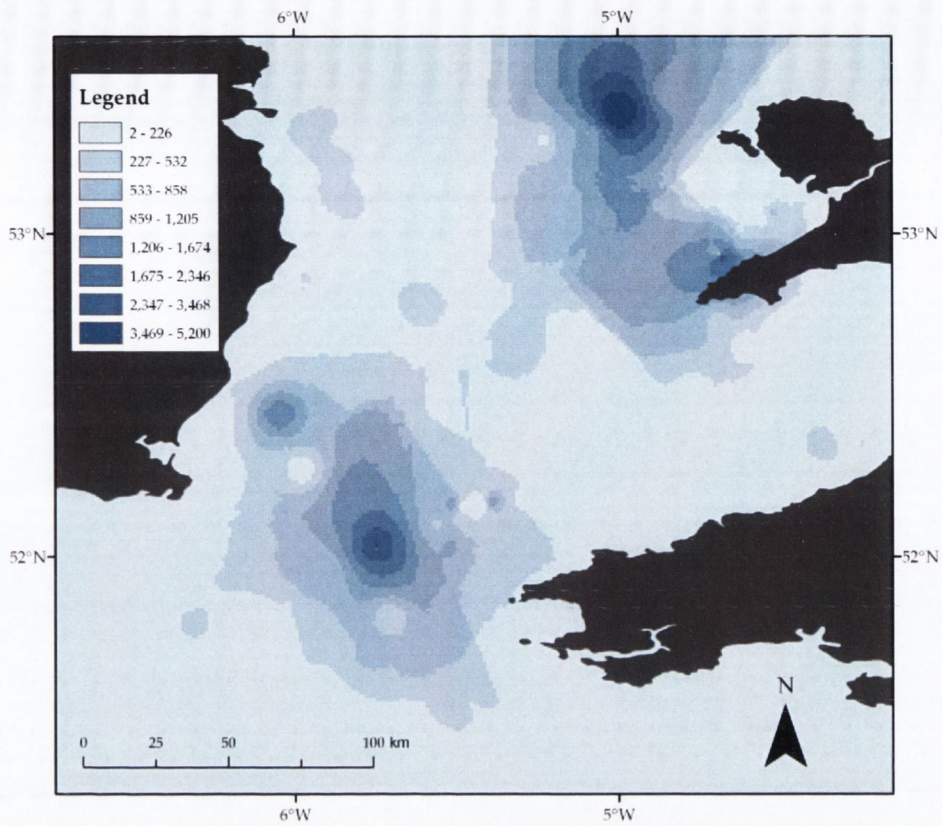 6°W 5°W
Legend
2 - 226
227 - 532
533 - 858
859 - 1,205
1,206 - 1,674
1,675 - 2,346
2,347 - 3,468
3,469 - 5,200
53°N 53°N
52°N 52°N
N
0 25 50 100 km
6°W 5°W